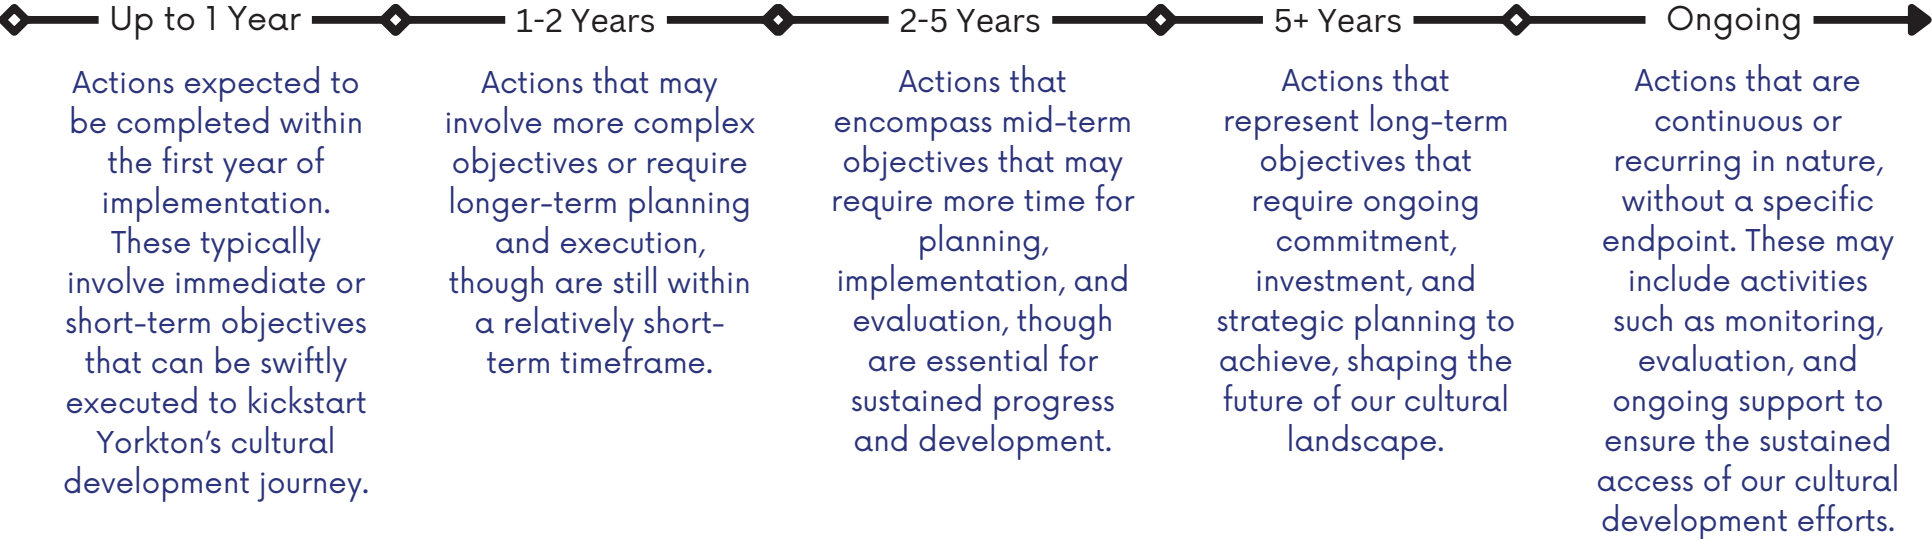 Up to 1 Year
Actions expected to
be completed within
the first year of
implementation.
These typically
involve immediate or
short-term objectives
that can be swiftly
executed to kickstart
Yorkton's cultural
development journey.
1-2 Years
Actions that may
involve more complex
objectives or require
longer-term planning
and execution,
though are still within
a relatively short-
term timeframe.
2-5 Years
Actions that
encompass mid-term
objectives that may
require more time for
planning,
implementation, and
evaluation, though
are essential for
sustained progress
and development.
5+ Years
Actions that
represent long-term
objectives that
require ongoing
commitment,
investment, and
strategic planning to
achieve, shaping the
future of our cultural
landscape.
Ongoing
Actions that are
continuous or
recurring in nature,
without a specific
endpoint. These may
include activities
such as monitoring,
evaluation, and
ongoing support to
ensure the sustained
access of our cultural
development efforts.